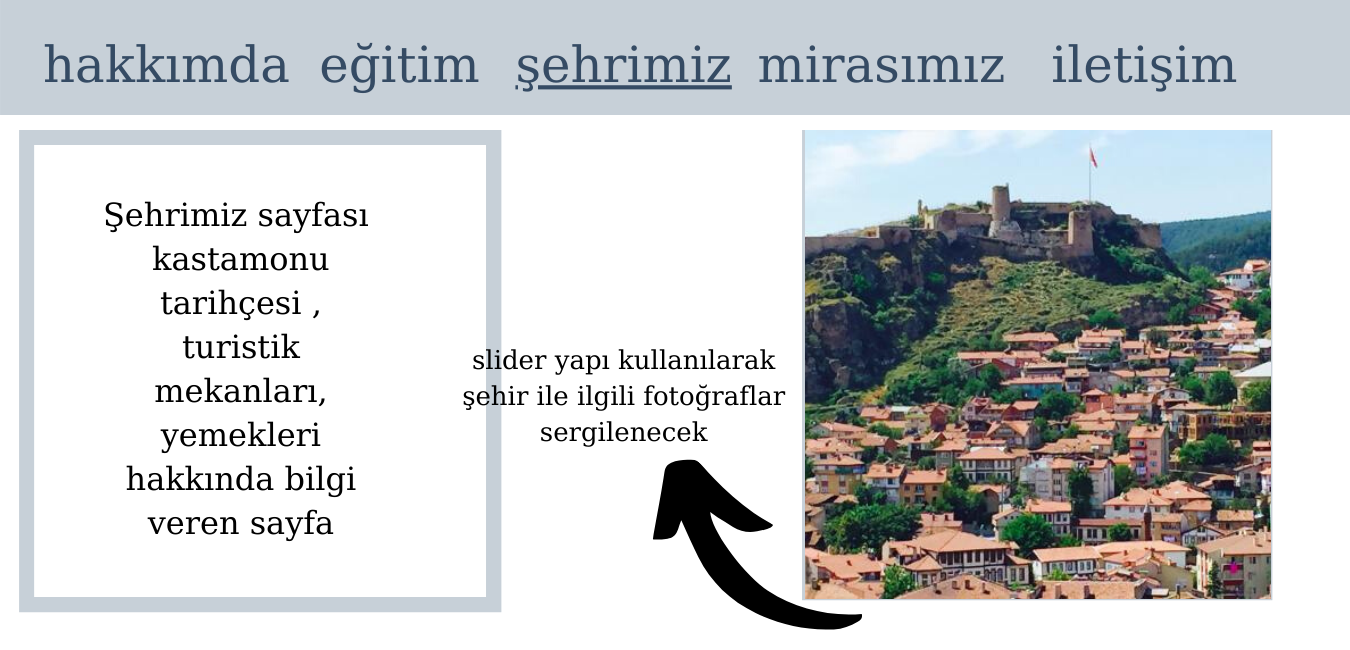 hakkımda eğitim şehrimiz mirasımız iletişim
Şehrimiz sayfası
kastamonu
tarihçesi ,
turistik
mekanları,
yemekleri
hakkında bilgi
veren sayfa
slider yapı kullanılarak
şehir ile ilgili fotoğraflar
sergilenecek